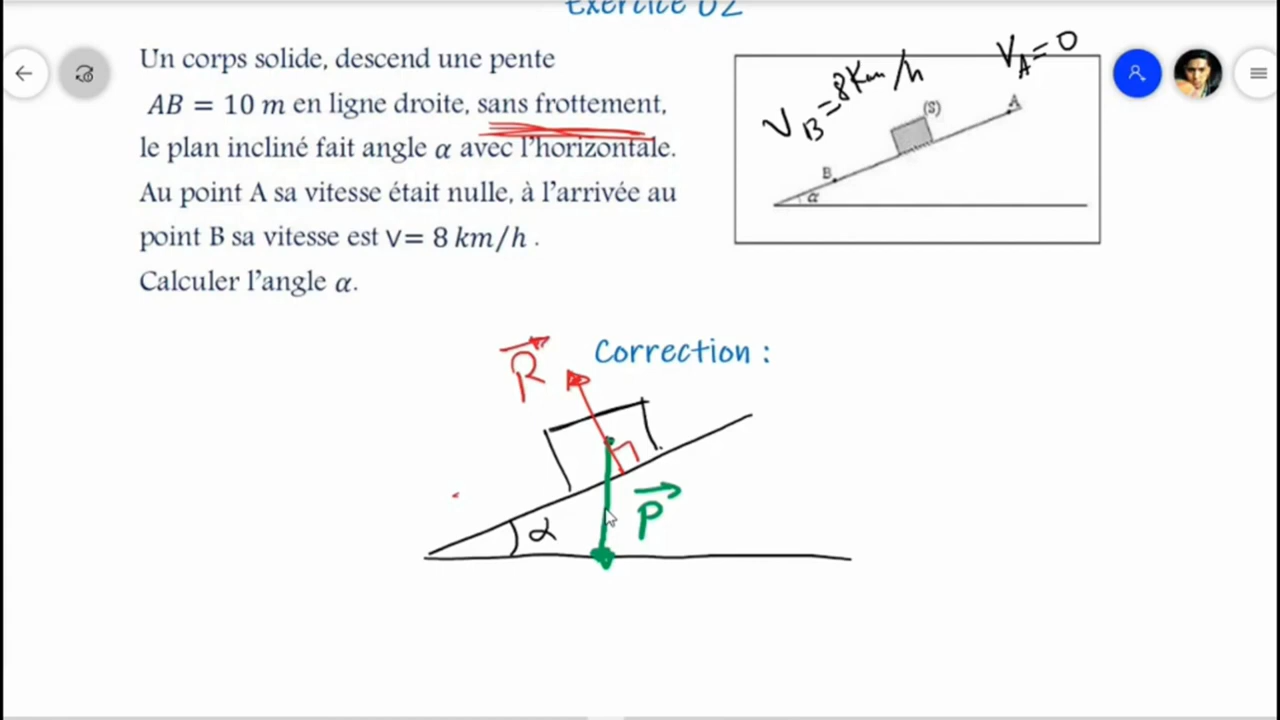 Exercice 02
Un corps solide, descend une pente
AB = 10 m en ligne droite, sans frottement,
le plan incliné fait angle α avec l'horizontale.
Au point A sa vitesse était nulle, à l'arrivée au
point B sa vitesse est V= 8 km/h .
Calculer l'angle α.
V_B = 8 Km/h
V_A = 0
(S)
A
B
α
Correction :
R
P
α